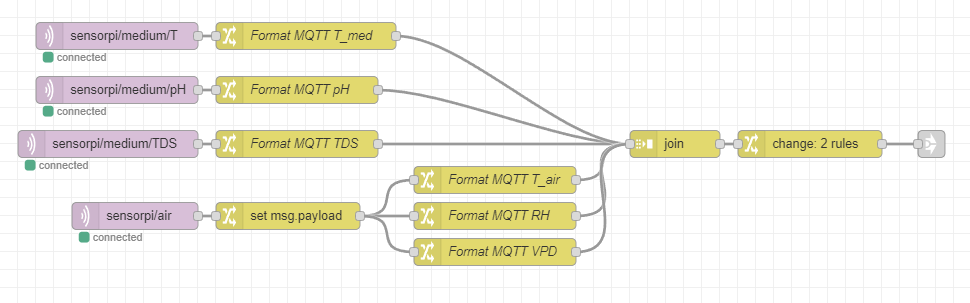 sensorpi/medium/T
Format MQTT T_med
connected
sensorpi/medium/pH
Format MQTT pH
connected
sensorpi/medium/TDS
Format MQTT TDS
join
change: 2 rules
connected
Format MQTT T_air
sensorpi/air
set msg.payload
Format MQTT RH
connected
Format MQTT VPD